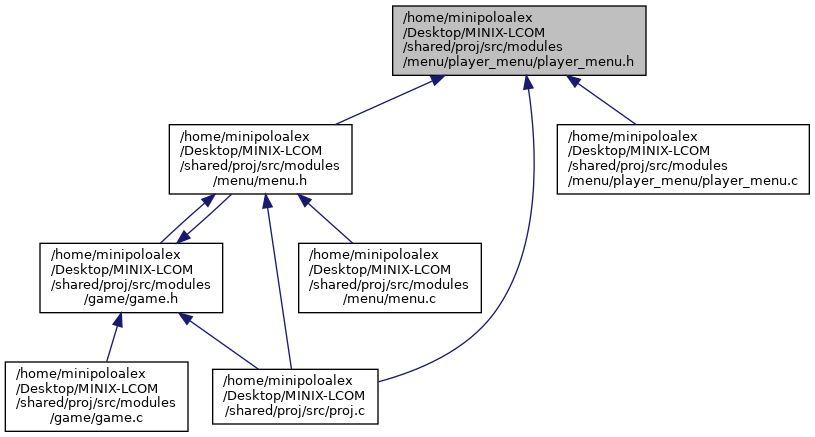 /home/minipoloalex
/Desktop/MINIX-LCOM
/shared/proj/src/modules
/menu/player_menu/player_menu.h
/home/minipoloalex
/Desktop/MINIX-LCOM
/shared/proj/src/modules
/menu/menu.h
/home/minipoloalex
/Desktop/MINIX-LCOM
/shared/proj/src/modules
/menu/player_menu/player_menu.c
/home/minipoloalex
/Desktop/MINIX-LCOM
/shared/proj/src/modules
/game/game.h
/home/minipoloalex
/Desktop/MINIX-LCOM
/shared/proj/src/modules
/menu/menu.c
/home/minipoloalex
/Desktop/MINIX-LCOM
/shared/proj/src/modules
/game/game.c
/home/minipoloalex
/Desktop/MINIX-LCOM
/shared/proj/src/proj.c